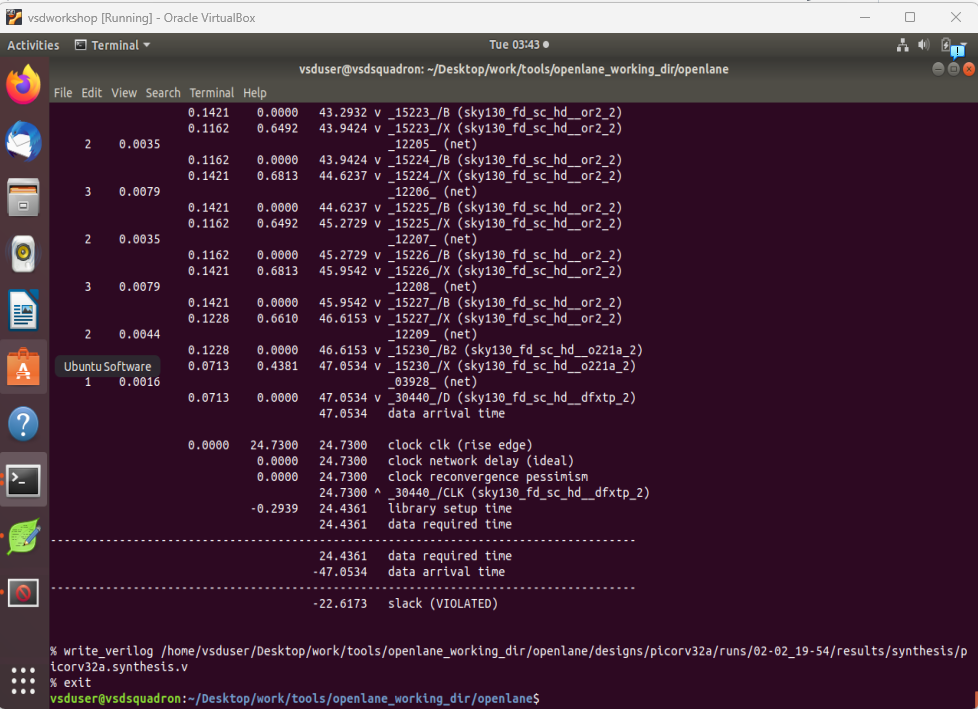 vsdworkshop [Running] - Oracle VirtualBox
Activities Terminal Tue 03:43
vsduser@vsdsquadron: ~/Desktop/work/tools/openlane_working_dir/openlane
File Edit View Search Terminal Help
0.1421 0.0000 43.2932 v _15223_/B (sky130_fd_sc_hd__or2_2)
0.1162 0.6492 43.9424 v _15223_/X (sky130_fd_sc_hd__or2_2)
2 0.0035 _12205_ (net)
0.1162 0.0000 43.9424 v _15224_/B (sky130_fd_sc_hd__or2_2)
0.1421 0.6813 44.6237 v _15224_/X (sky130_fd_sc_hd__or2_2)
3 0.0079 _12206_ (net)
0.1421 0.0000 44.6237 v _15225_/B (sky130_fd_sc_hd__or2_2)
0.1162 0.6492 45.2729 v _15225_/X (sky130_fd_sc_hd__or2_2)
2 0.0035 _12207_ (net)
0.1162 0.0000 45.2729 v _15226_/B (sky130_fd_sc_hd__or2_2)
0.1421 0.6813 45.9542 v _15226_/X (sky130_fd_sc_hd__or2_2)
3 0.0079 _12208_ (net)
0.1421 0.0000 45.9542 v _15227_/B (sky130_fd_sc_hd__or2_2)
0.1228 0.6610 46.6153 v _15227_/X (sky130_fd_sc_hd__or2_2)
2 0.0044 _12209_ (net)
0.1228 0.0000 46.6153 v _15230_/B2 (sky130_fd_sc_hd__o221a_2)
Ubuntu Software 0.0713 0.4381 47.0534 v _15230_/X (sky130_fd_sc_hd__o221a_2)
1 0.0016 _03928_ (net)
0.0713 0.0000 47.0534 v _30440_/D (sky130_fd_sc_hd__dfxtp_2)
47.0534 data arrival time
0.0000 24.7300 24.7300 clock clk (rise edge)
0.0000 24.7300 clock network delay (ideal)
0.0000 24.7300 clock reconvergence pessimism
24.7300 ^ _30440_/CLK (sky130_fd_sc_hd__dfxtp_2)
-0.2939 24.4361 library setup time
24.4361 data required time
---------------------------------------------------------------------------------------
24.4361 data required time
-47.0534 data arrival time
---------------------------------------------------------------------------------------
-22.6173 slack (VIOLATED)
% write_verilog /home/vsduser/Desktop/work/tools/openlane_working_dir/openlane/designs/picorv32a/runs/02-02_19-54/results/synthesis/p
icorv32a.synthesis.v
% exit
vsduser@vsdsquadron:~/Desktop/work/tools/openlane_working_dir/openlane$